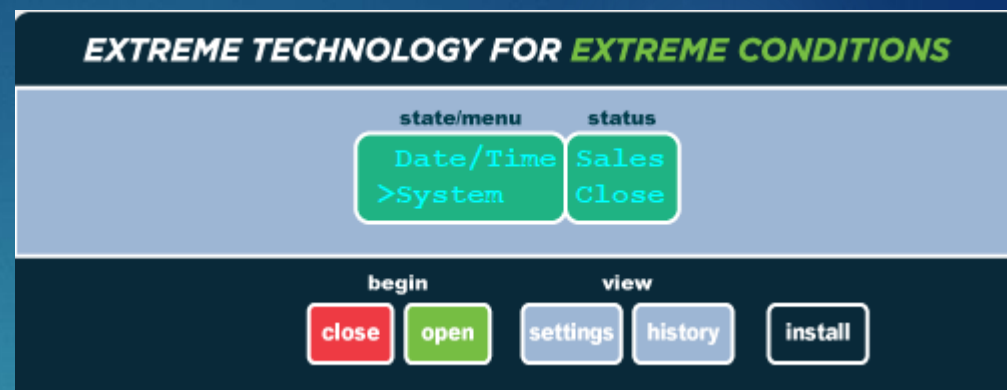 EXTREME TECHNOLOGY FOR EXTREME CONDITIONS
state/menu status
Date/Time Sales
>System Close
begin view
close open settings history install